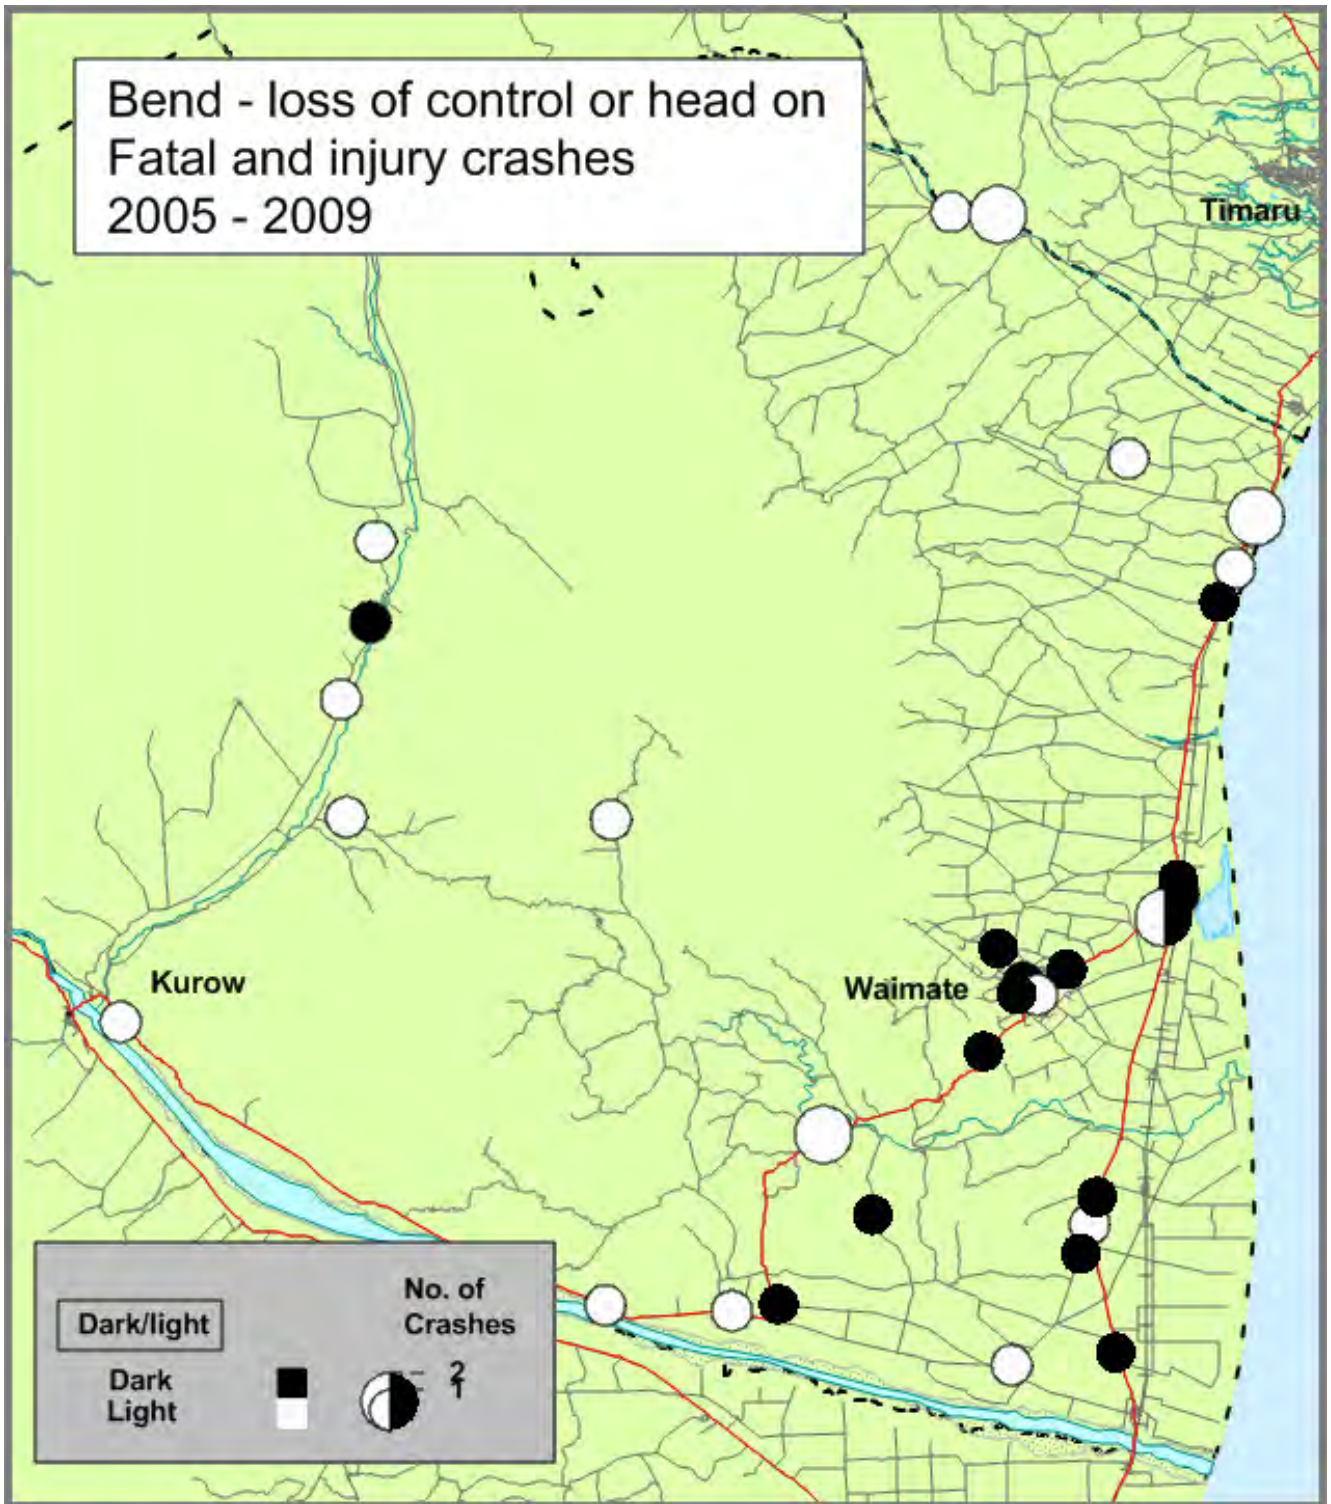 Bend - loss of control or head on
Fatal and injury crashes
2005 - 2009
Timaru
Kurow
Waimate
No. of
Crashes
Dark/light
Dark
Light
2
1